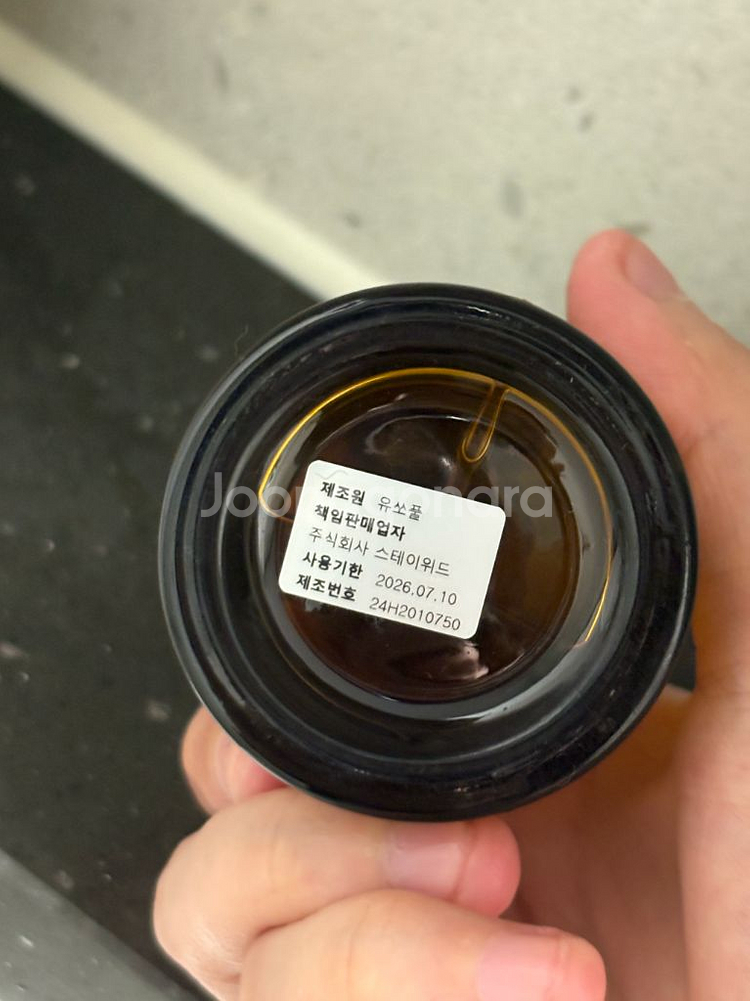 제조원 유쏘풀
책임판매업자
주식회사 스테이위드
사용기한 2026.07.10
제조번호 24H2010750
Joongonara